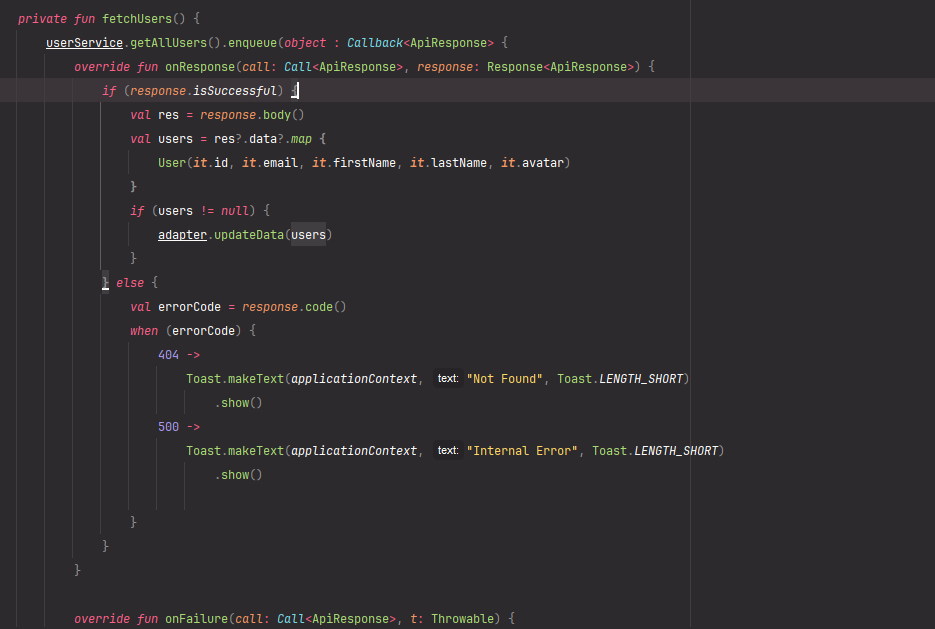 private fun fetchUsers() {
userService.getAllUsers().enqueue(object : Callback<ApiResponse> {
override fun onResponse(call: Call<ApiResponse>, response: Response<ApiResponse>) {
if (response.isSuccessful) {
val res = response.body()
val users = res?.data?.map {
User(it.id, it.email, it.firstName, it.lastName, it.avatar)
}
if (users != null) {
adapter.updateData(users)
}
} else {
val errorCode = response.code()
when (errorCode) {
404 ->
Toast.makeText(applicationContext, text: "Not Found", Toast.LENGTH_SHORT)
.show()
500 ->
Toast.makeText(applicationContext, text: "Internal Error", Toast.LENGTH_SHORT)
.show()
}
}
}
override fun onFailure(call: Call<ApiResponse>, t: Throwable) {